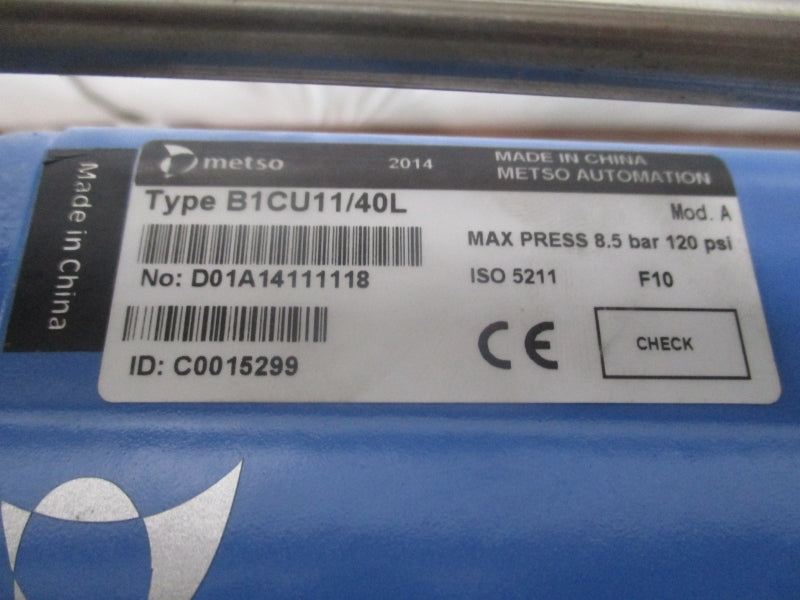 metso 2014 MADE IN CHINA
METSO AUTOMATION
Type B1CU11/40L
Mod. A
MAX PRESS 8.5 bar 120 psi
No: D01A14111118
ISO 5211 F10
CHECK
ID: C0015299
Made in China